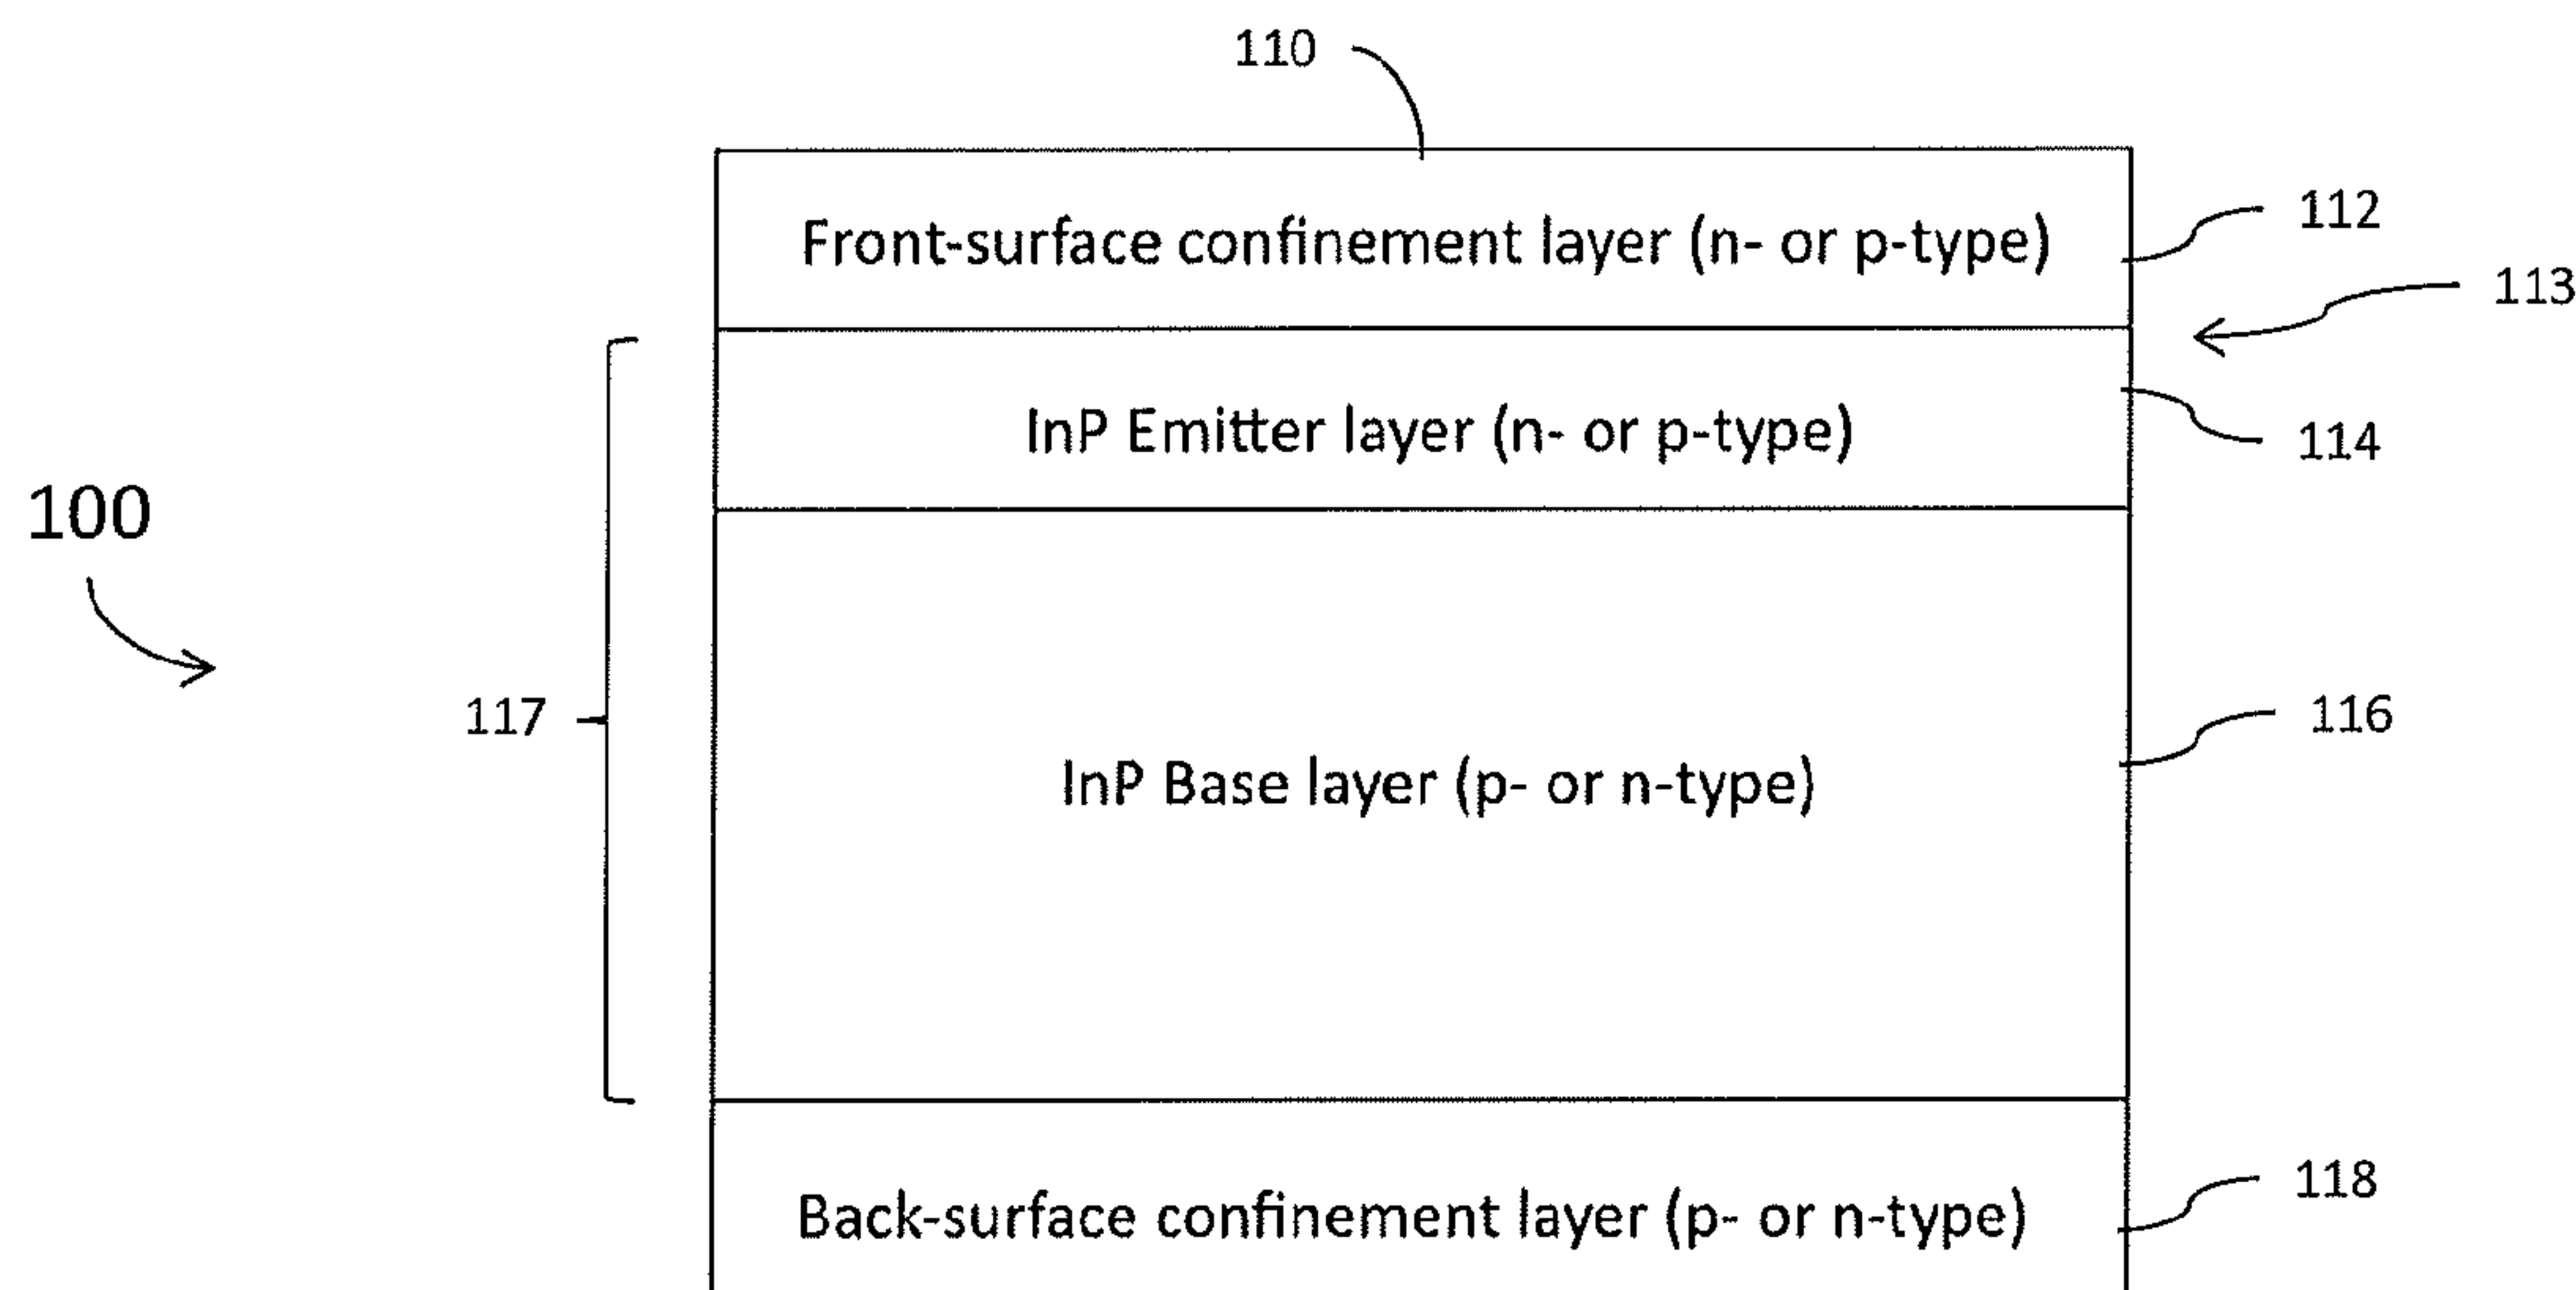 110
Front-surface confinement layer (n- or p-type)
112
113
InP Emitter layer (n- or p-type)
114
100
117
InP Base layer (p- or n-type)
116
Back-surface confinement layer (p- or n-type)
118